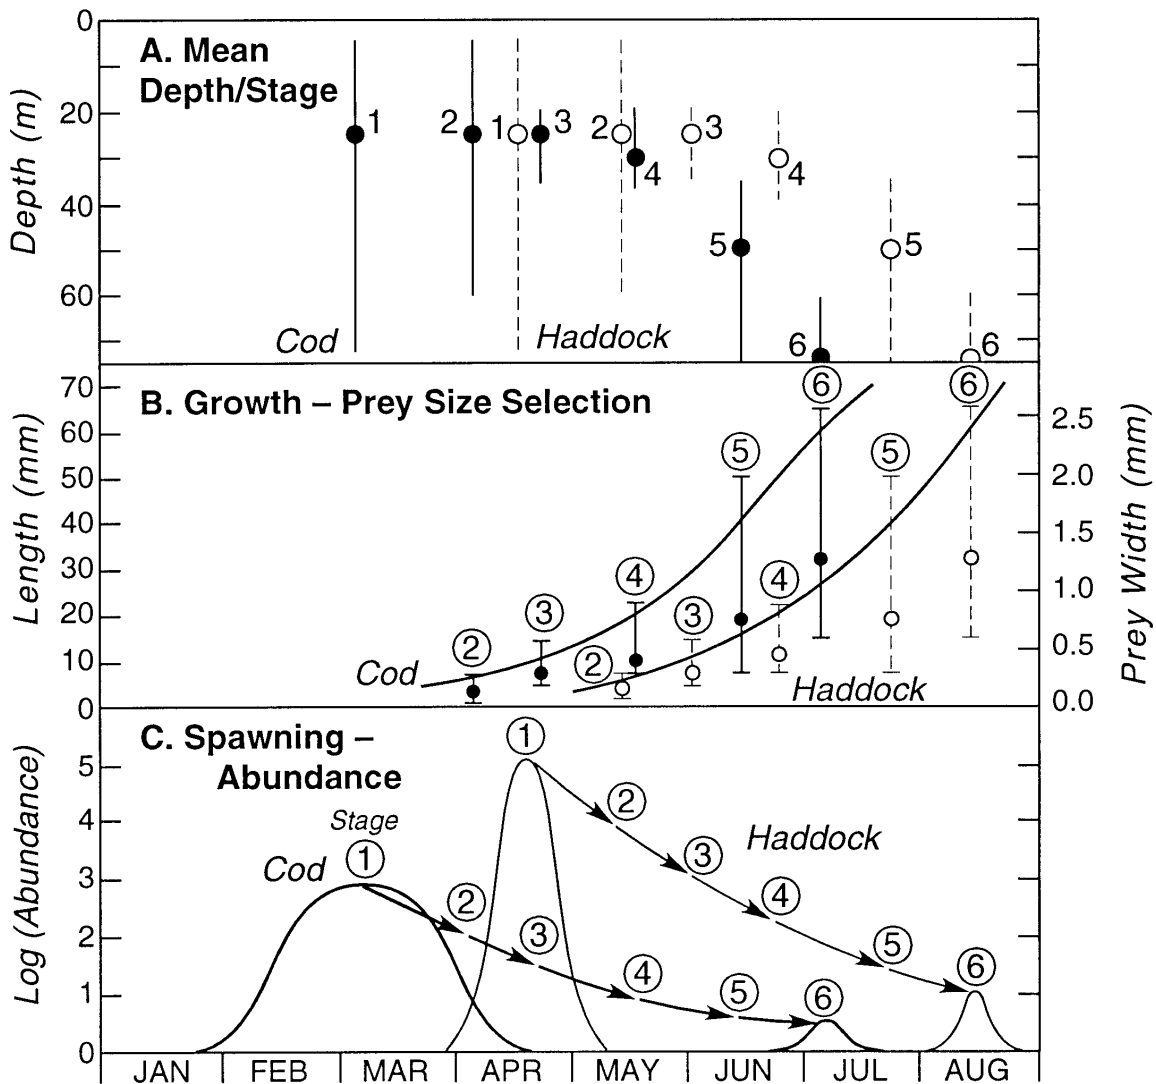 A. Mean
Depth/Stage
Depth (m)
0
20
40
60
1
2
1
3
2
4
3
4
5
5
6
6
Cod
Haddock
B. Growth – Prey Size Selection
Length (mm)
70
60
50
40
30
20
10
0
Prey Width (mm)
2.5
2.0
1.5
1.0
0.5
0.0
6
6
5
5
4
4
3
3
2
2
Cod
Haddock
C. Spawning –
Abundance
Log (Abundance)
5
4
3
2
1
0
Stage
Cod
Haddock
1
1
2
3
4
5
6
2
3
4
5
6
JAN
FEB
MAR
APR
MAY
JUN
JUL
AUG